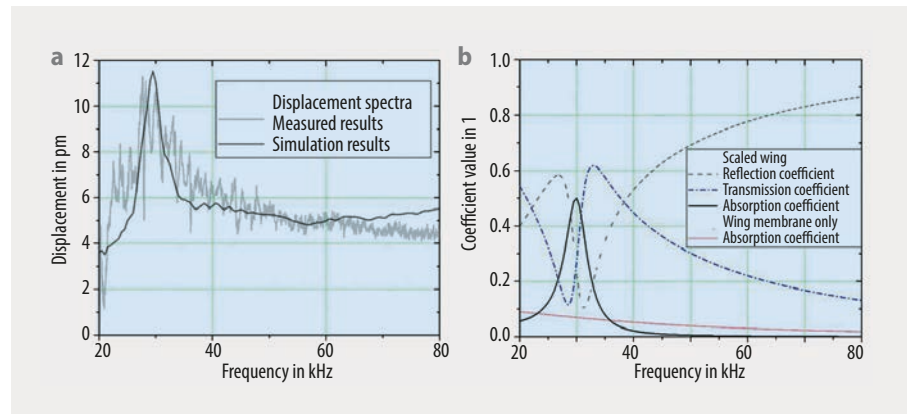 a
12
10
8
6
4
2
0
Displacement in pm
Displacement spectra
Measured results
Simulation results
20
40
60
80
Frequency in kHz
b
1.0
0.8
0.6
0.4
0.2
0.0
Coefficient value in 1
Scaled wing
Reflection coefficient
Transmission coefficient
Absorption coefficient
Wing membrane only
Absorption coefficient
20
40
60
80
Frequency in kHz